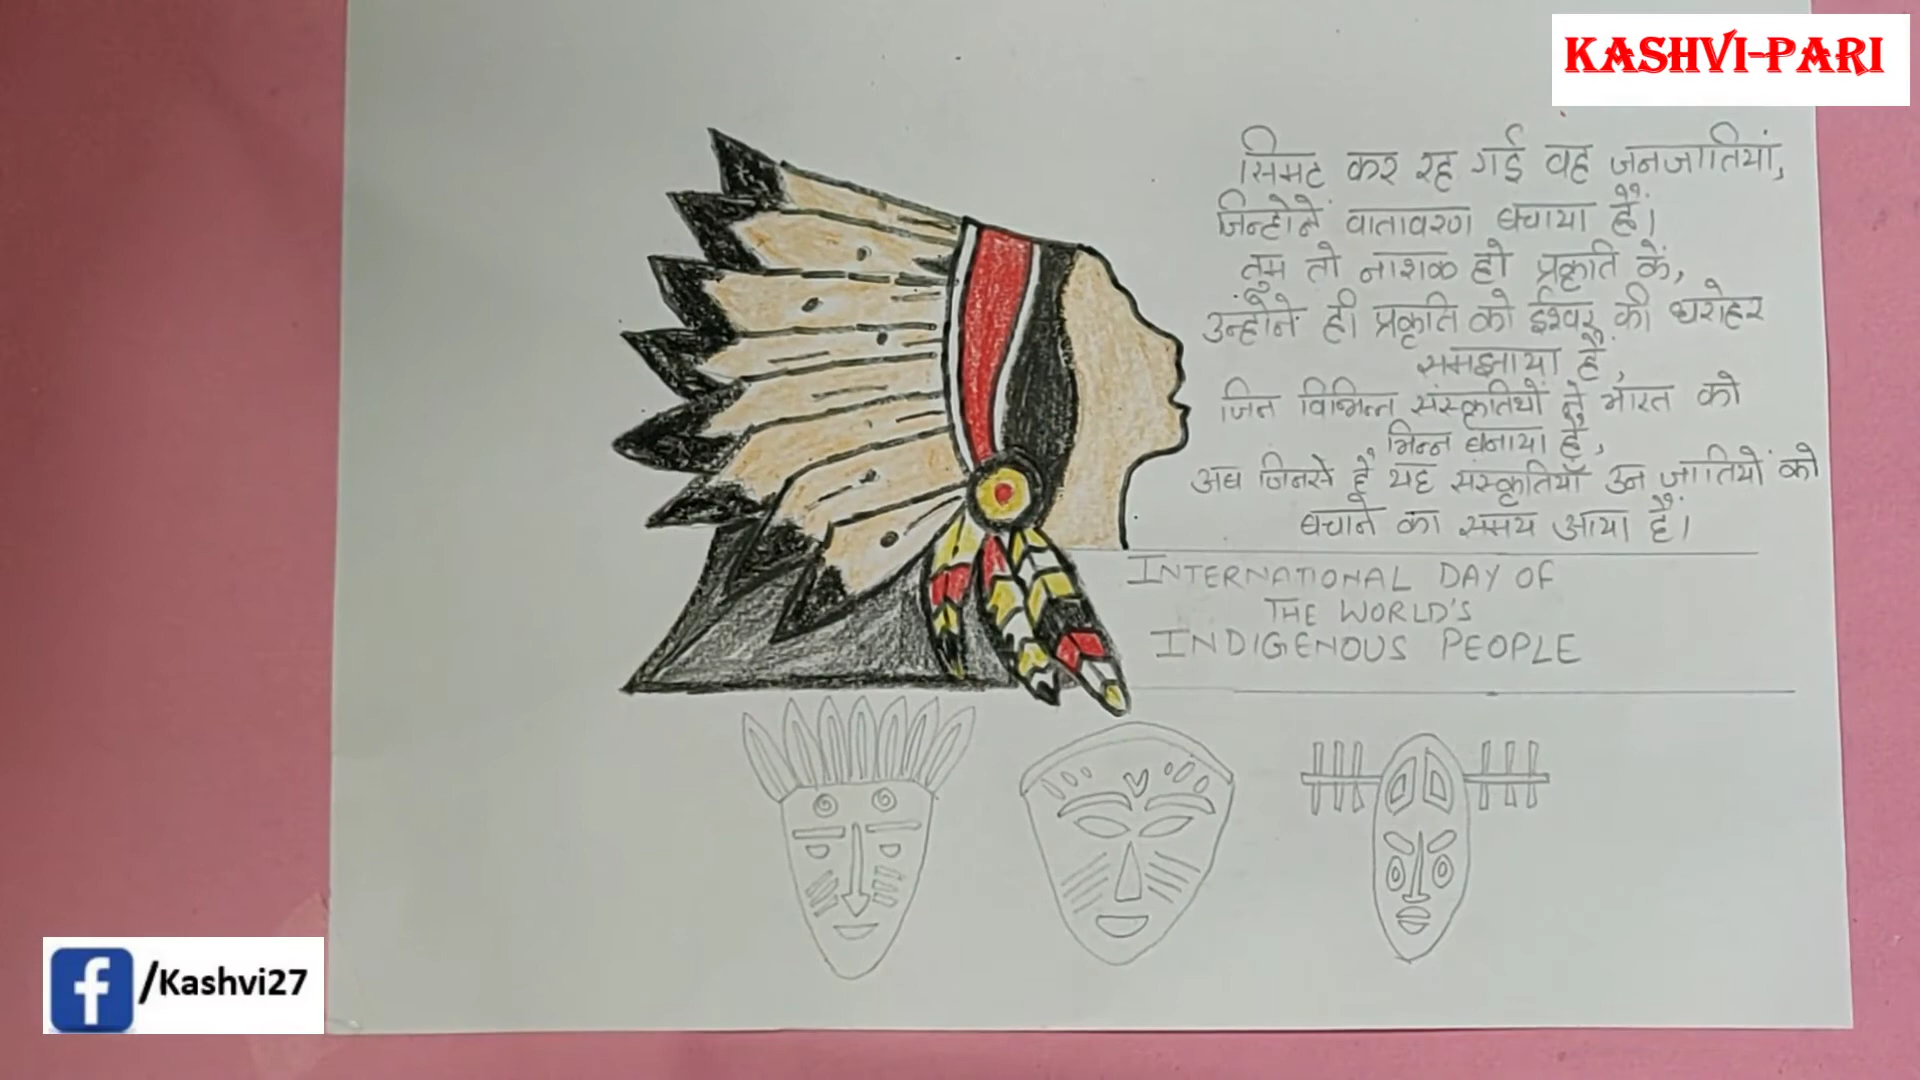 KASHVI-PARI
सिमट कर रह गई वह जनजातियां,
जिन्होनें वातावरण बचाया हैं।
तुम तो नाशक हो प्रकृति कें,
उन्होंनें ही प्रकृति को ईश्वर की धरोहर
समझाया हैं,
जिन विभिन्न संस्कृतियों ने भारत को
भिन्न बनाया हैं,
अब जिनसे है यह संस्कृतियाँ उन जातियों को
बचाने का समय आया हैं।
INTERNATIONAL DAY OF
THE WORLD'S
INDIGENOUS PEOPLE
f/Kashvi27